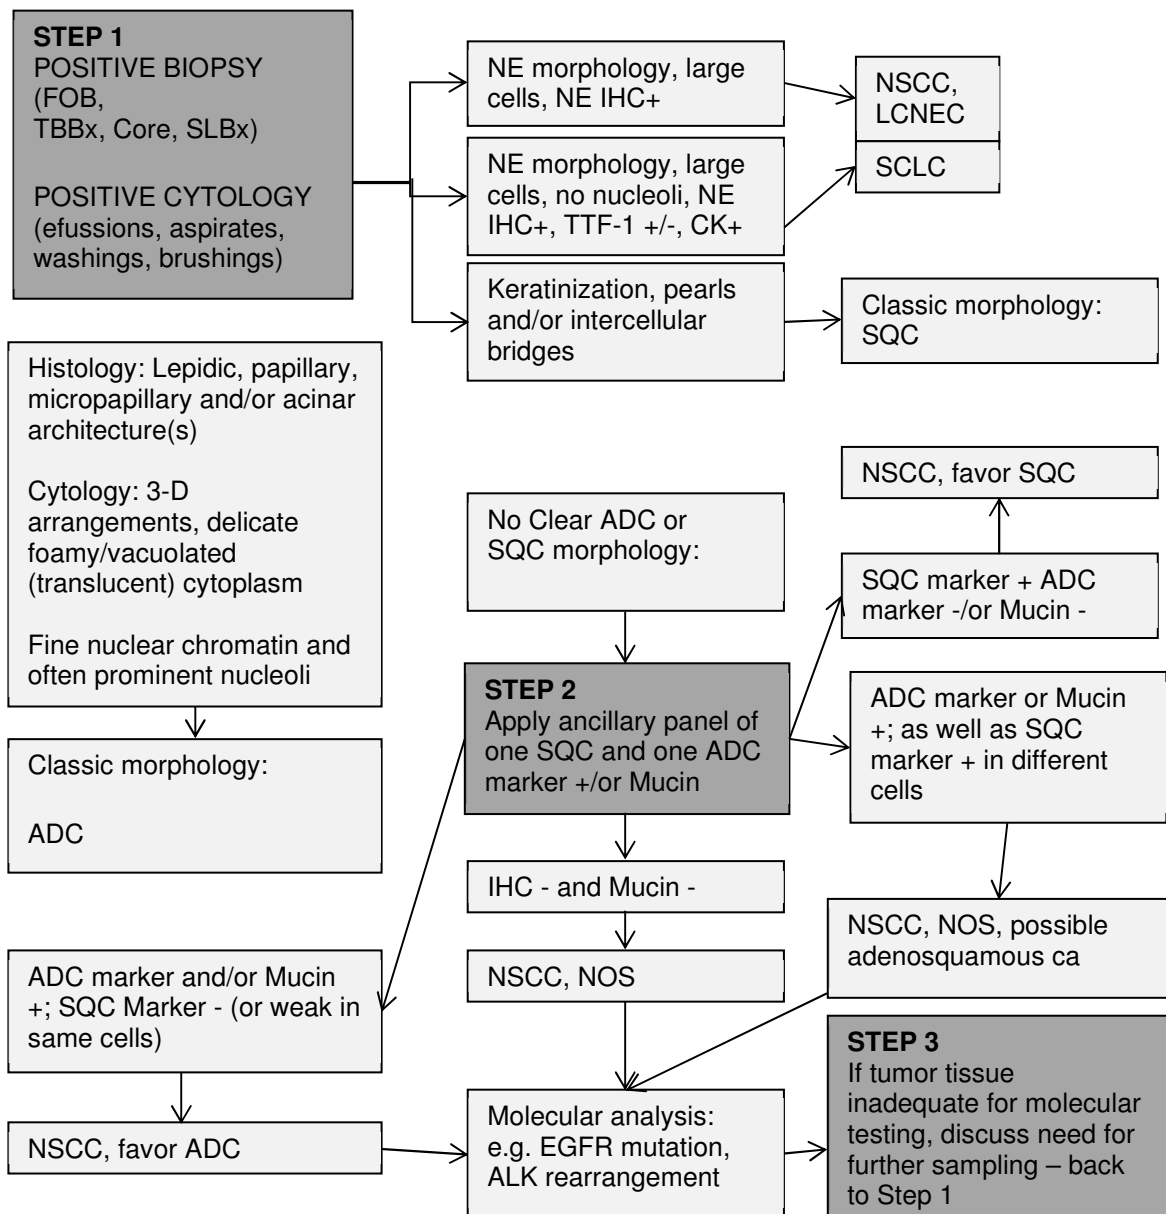 STEP 1
POSITIVE BIOPSY
(FOB,
TBBx, Core, SLBx)
POSITIVE CYTOLOGY
(efussions, aspirates,
washings, brushings)
NE morphology, large
cells, NE IHC+
NSCC,
LCNEC
NE morphology, large
cells, no nucleoli, NE
IHC+, TTF-1 +/-, CK+
SCLC
Keratinization, pearls
and/or intercellular
bridges
Classic morphology:
SQC
Histology: Lepidic, papillary,
micropapillary and/or acinar
architecture(s)
Cytology: 3-D
arrangements, delicate
foamy/vacuolated
(translucent) cytoplasm
Fine nuclear chromatin and
often prominent nucleoli
Classic morphology:
ADC
No Clear ADC or
SQC morphology:
STEP 2
Apply ancillary panel of
one SQC and one ADC
marker +/or Mucin
NSCC, favor SQC
SQC marker + ADC
marker -/or Mucin -
ADC marker or Mucin
+; as well as SQC
marker + in different
cells
IHC - and Mucin -
NSCC, NOS
NSCC, NOS, possible
adenosquamous ca
ADC marker and/or Mucin
+; SQC Marker - (or weak in
same cells)
NSCC, favor ADC
Molecular analysis:
e.g. EGFR mutation,
ALK rearrangement
STEP 3
If tumor tissue
inadequate for molecular
testing, discuss need for
further sampling – back
to Step 1